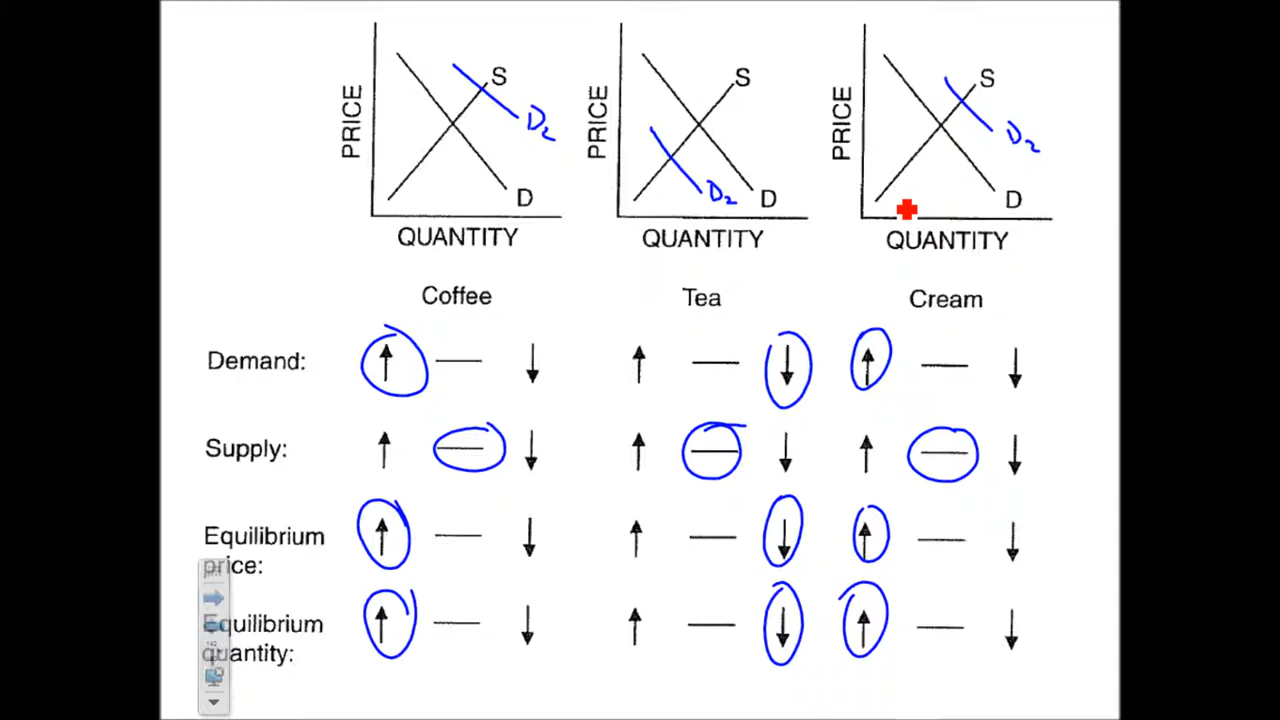 PRICE
S
D₂
D
QUANTITY
PRICE
S
D₂
D
QUANTITY
PRICE
S
D₂
D
QUANTITY
Coffee Tea Cream
Demand: ↑ — ↓ ↑ — ↓ ↑ — ↓
Supply: ↑ — ↓ ↑ — ↓ ↑ — ↓
Equilibrium ↑ — ↓ ↑ — ↓ ↑ — ↓
price:
Equilibrium ↑ — ↓ ↑ — ↓ ↑ — ↓
quantity: